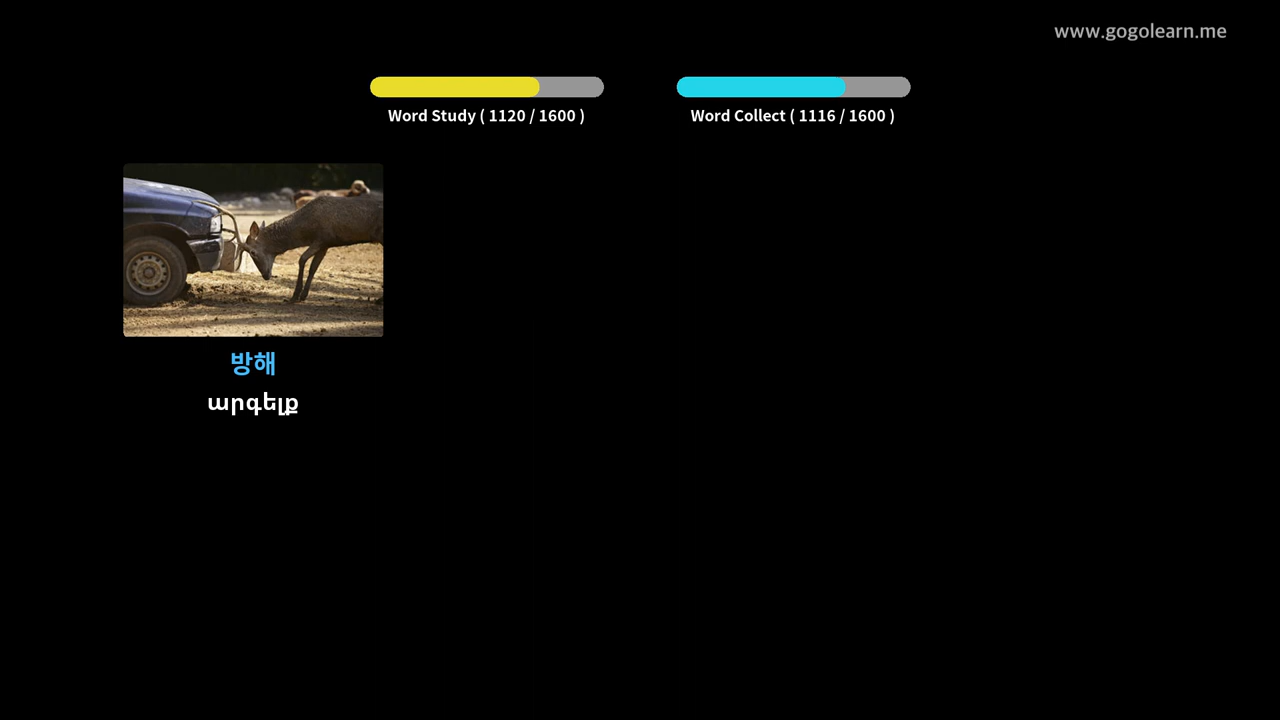 www.gogolearn.me
Word Study ( 1120 / 1600 )
Word Collect ( 1116 / 1600 )
방해
արգելք